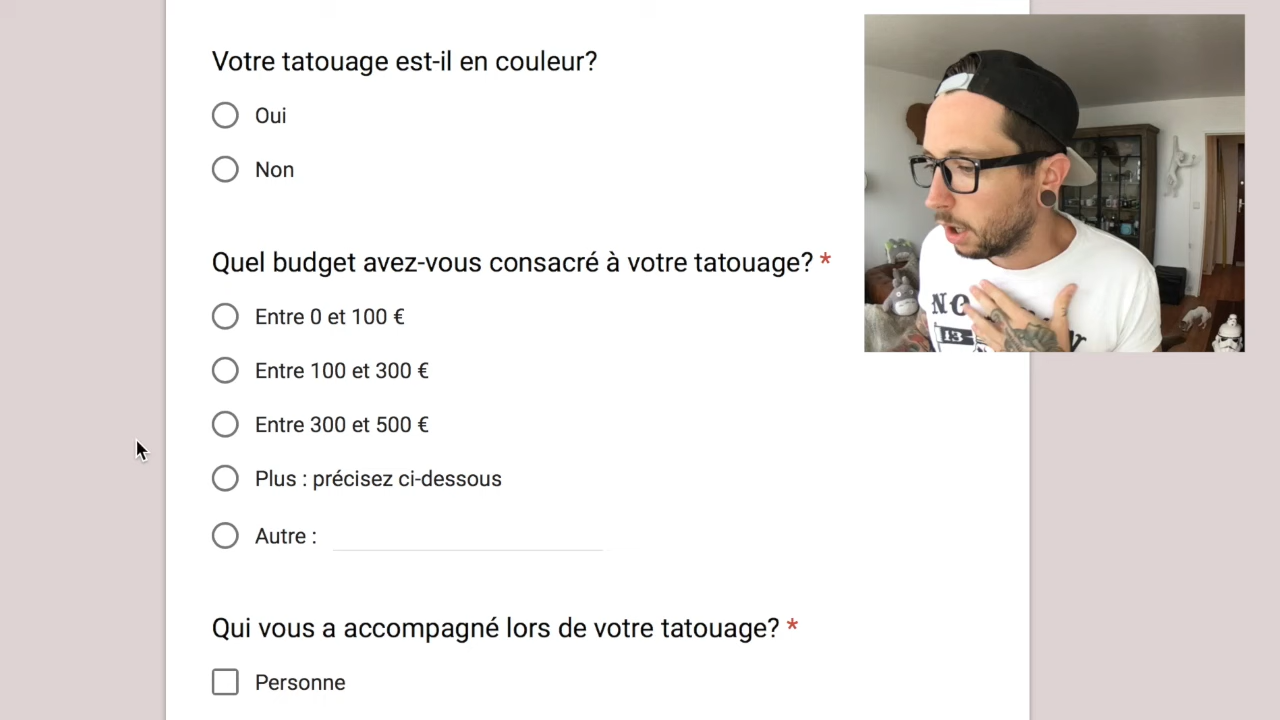 Votre tatouage est-il en couleur?
Oui
Non
Quel budget avez-vous consacré à votre tatouage? *
Entre 0 et 100 €
Entre 100 et 300 €
Entre 300 et 500 €
Plus : précisez ci-dessous
Autre :
Qui vous a accompagné lors de votre tatouage? *
Personne
13